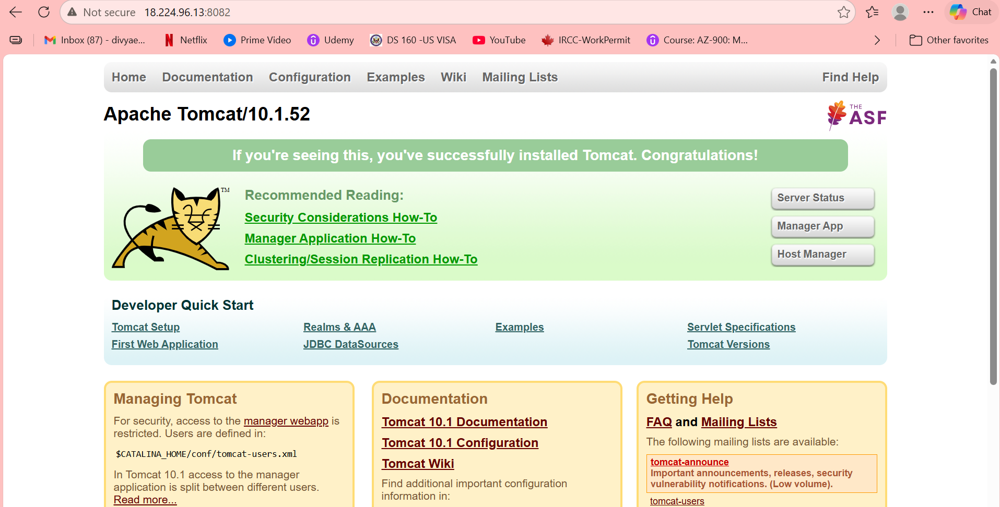 Not secure 18.224.96.13:8082
Chat
Inbox (87) - divyae... Netflix Prime Video Udemy DS 160 -US VISA YouTube IRCC-WorkPermit Course: AZ-900: M... Other favorites
Home Documentation Configuration Examples Wiki Mailing Lists Find Help
Apache Tomcat/10.1.52
THE
ASF
If you're seeing this, you've successfully installed Tomcat. Congratulations!
TM
Recommended Reading:
Security Considerations How-To
Manager Application How-To
Clustering/Session Replication How-To
Server Status
Manager App
Host Manager
Developer Quick Start
Tomcat Setup
First Web Application
Realms & AAA
JDBC DataSources
Examples
Servlet Specifications
Tomcat Versions
Managing Tomcat
For security, access to the manager webapp is
restricted. Users are defined in:
$CATALINA_HOME/conf/tomcat-users.xml
In Tomcat 10.1 access to the manager
application is split between different users.
Read more...
Documentation
Tomcat 10.1 Documentation
Tomcat 10.1 Configuration
Tomcat Wiki
Find additional important configuration
information in:
Getting Help
FAQ and Mailing Lists
The following mailing lists are available:
tomcat-announce
Important announcements, releases, security
vulnerability notifications. (Low volume).
tomcat-users